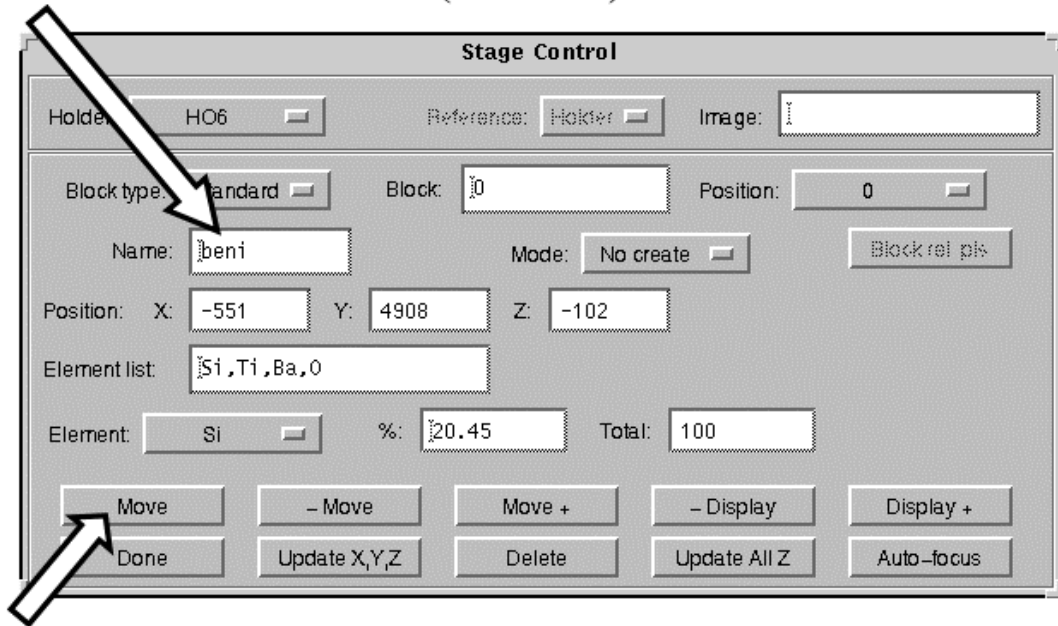 Stage Control
Holder: HO6 Reference: Holder Image:
Block type: Standard Block: 0 Position: 0
Name: beni Mode: No create Block rel pls
Position: X: -551 Y: 4908 Z: -102
Element list: Si,Ti,Ba,O
Element: Si %: 20.45 Total: 100
Move – Move Move + – Display Display +
Done Update X,Y,Z Delete Update All Z Auto–focus